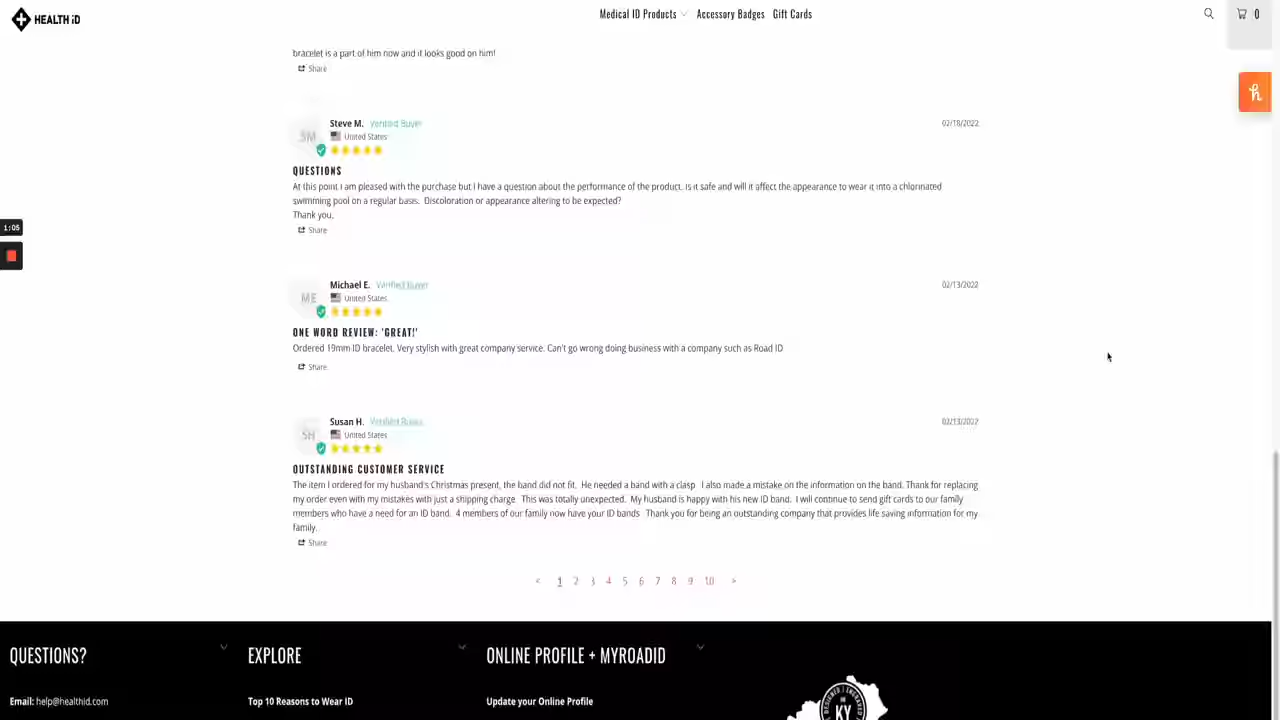 HEALTH iD
Medical ID Products Accessory Badges Gift Cards
0
bracelet is a part of him now and it looks good on him!
Share
SM
Steve M. Verified Buyer
02/18/2022
United States
QUESTIONS
At this point I am pleased with the purchase but I have a question about the performance of the product. Is it safe and will it affect the appearance to wear it into a chlorinated
swimming pool on a regular basis. Discoloration or appearance altering to be expected?
Thank you,
Share
1:05
ME
Michael E. Verified Buyer
02/13/2022
United States
ONE WORD REVIEW: 'GREAT!'
Ordered 19mm ID bracelet. Very stylish with great company service. Can't go wrong doing business with a company such as Road ID
Share
SH
Susan H. Verified Buyer
02/13/2022
United States
OUTSTANDING CUSTOMER SERVICE
The item I ordered for my husband's Christmas present, the band did not fit. He needed a band with a clasp I also made a mistake on the information on the band. Thank for replacing
my order even with my mistakes with just a shipping charge. This was totally unexpected. My husband is happy with his new ID band. I will continue to send gift cards to our family
members who have a need for an ID band. 4 members of our family now have your ID bands Thank you for being an outstanding company that provides life saving information for my
family.
Share
< 1 2 3 4 5 6 7 8 9 10 >
QUESTIONS? EXPLORE ONLINE PROFILE + MYROADID
Email: help@healthid.com Top 10 Reasons to Wear ID Update your Online Profile
IN
KY